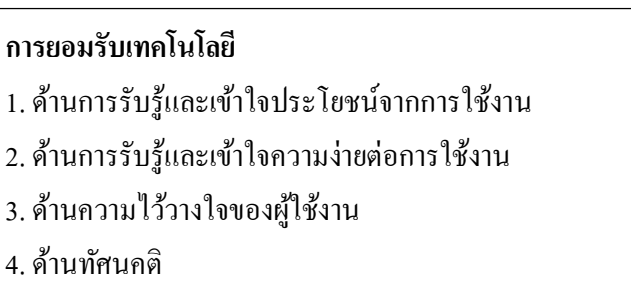 การยอมรับเทคโนโลยี
1. ด้านการรับรู้และเข้าใจประโยชน์จากการใช้งาน
2. ด้านการรับรู้และเข้าใจความง่ายต่อการใช้งาน
3. ด้านความไว้วางใจของผู้ใช้งาน
4. ด้านทัศนคติ